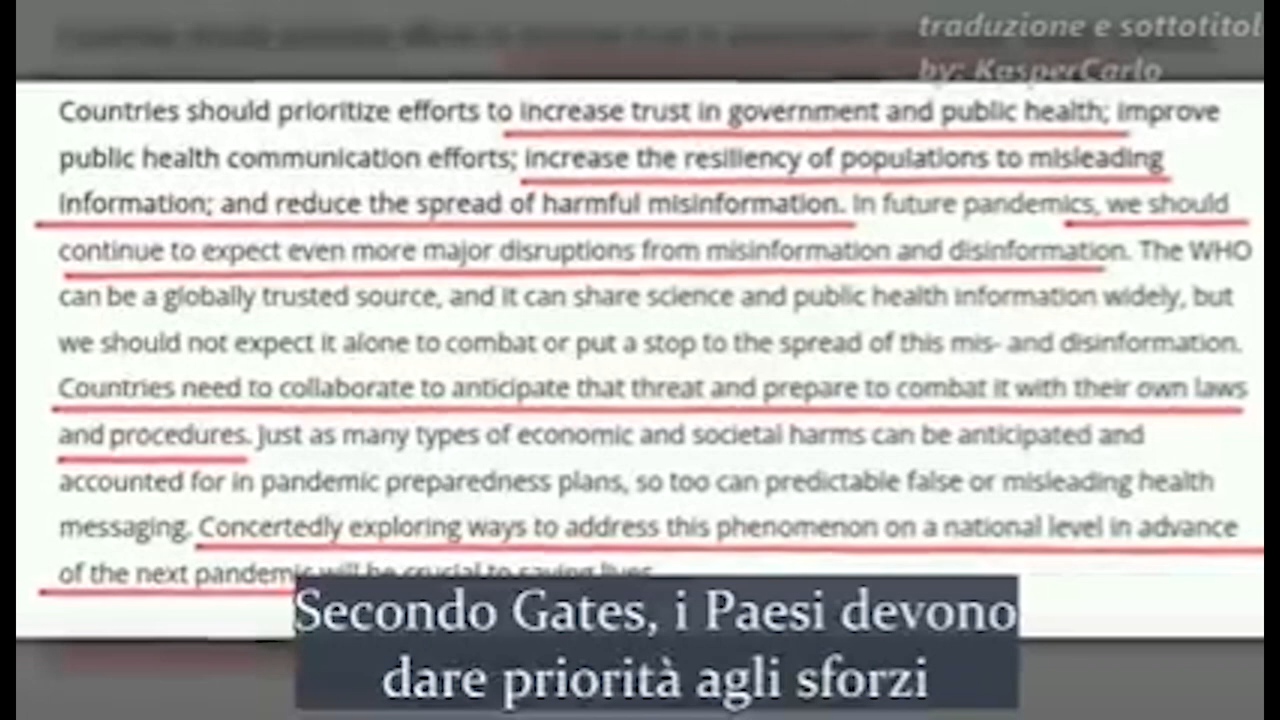 traduzione e sottotitol
by: KasperCarlo
Countries should prioritize efforts to increase trust in government and public health; improve
public health communication efforts; increase the resiliency of populations to misleading
information; and reduce the spread of harmful misinformation. In future pandemics, we should
continue to expect even more major disruptions from misinformation and disinformation. The WHO
can be a globally trusted source, and it can share science and public health information widely, but
we should not expect it alone to combat or put a stop to the spread of this mis- and disinformation.
Countries need to collaborate to anticipate that threat and prepare to combat it with their own laws
and procedures. Just as many types of economic and societal harms can be anticipated and
accounted for in pandemic preparedness plans, so too can predictable false or misleading health
messaging. Concertedly exploring ways to address this phenomenon on a national level in advance
of the next pandemic will be crucial to saving lives.
Secondo Gates, i Paesi devono
dare priorità agli sforzi